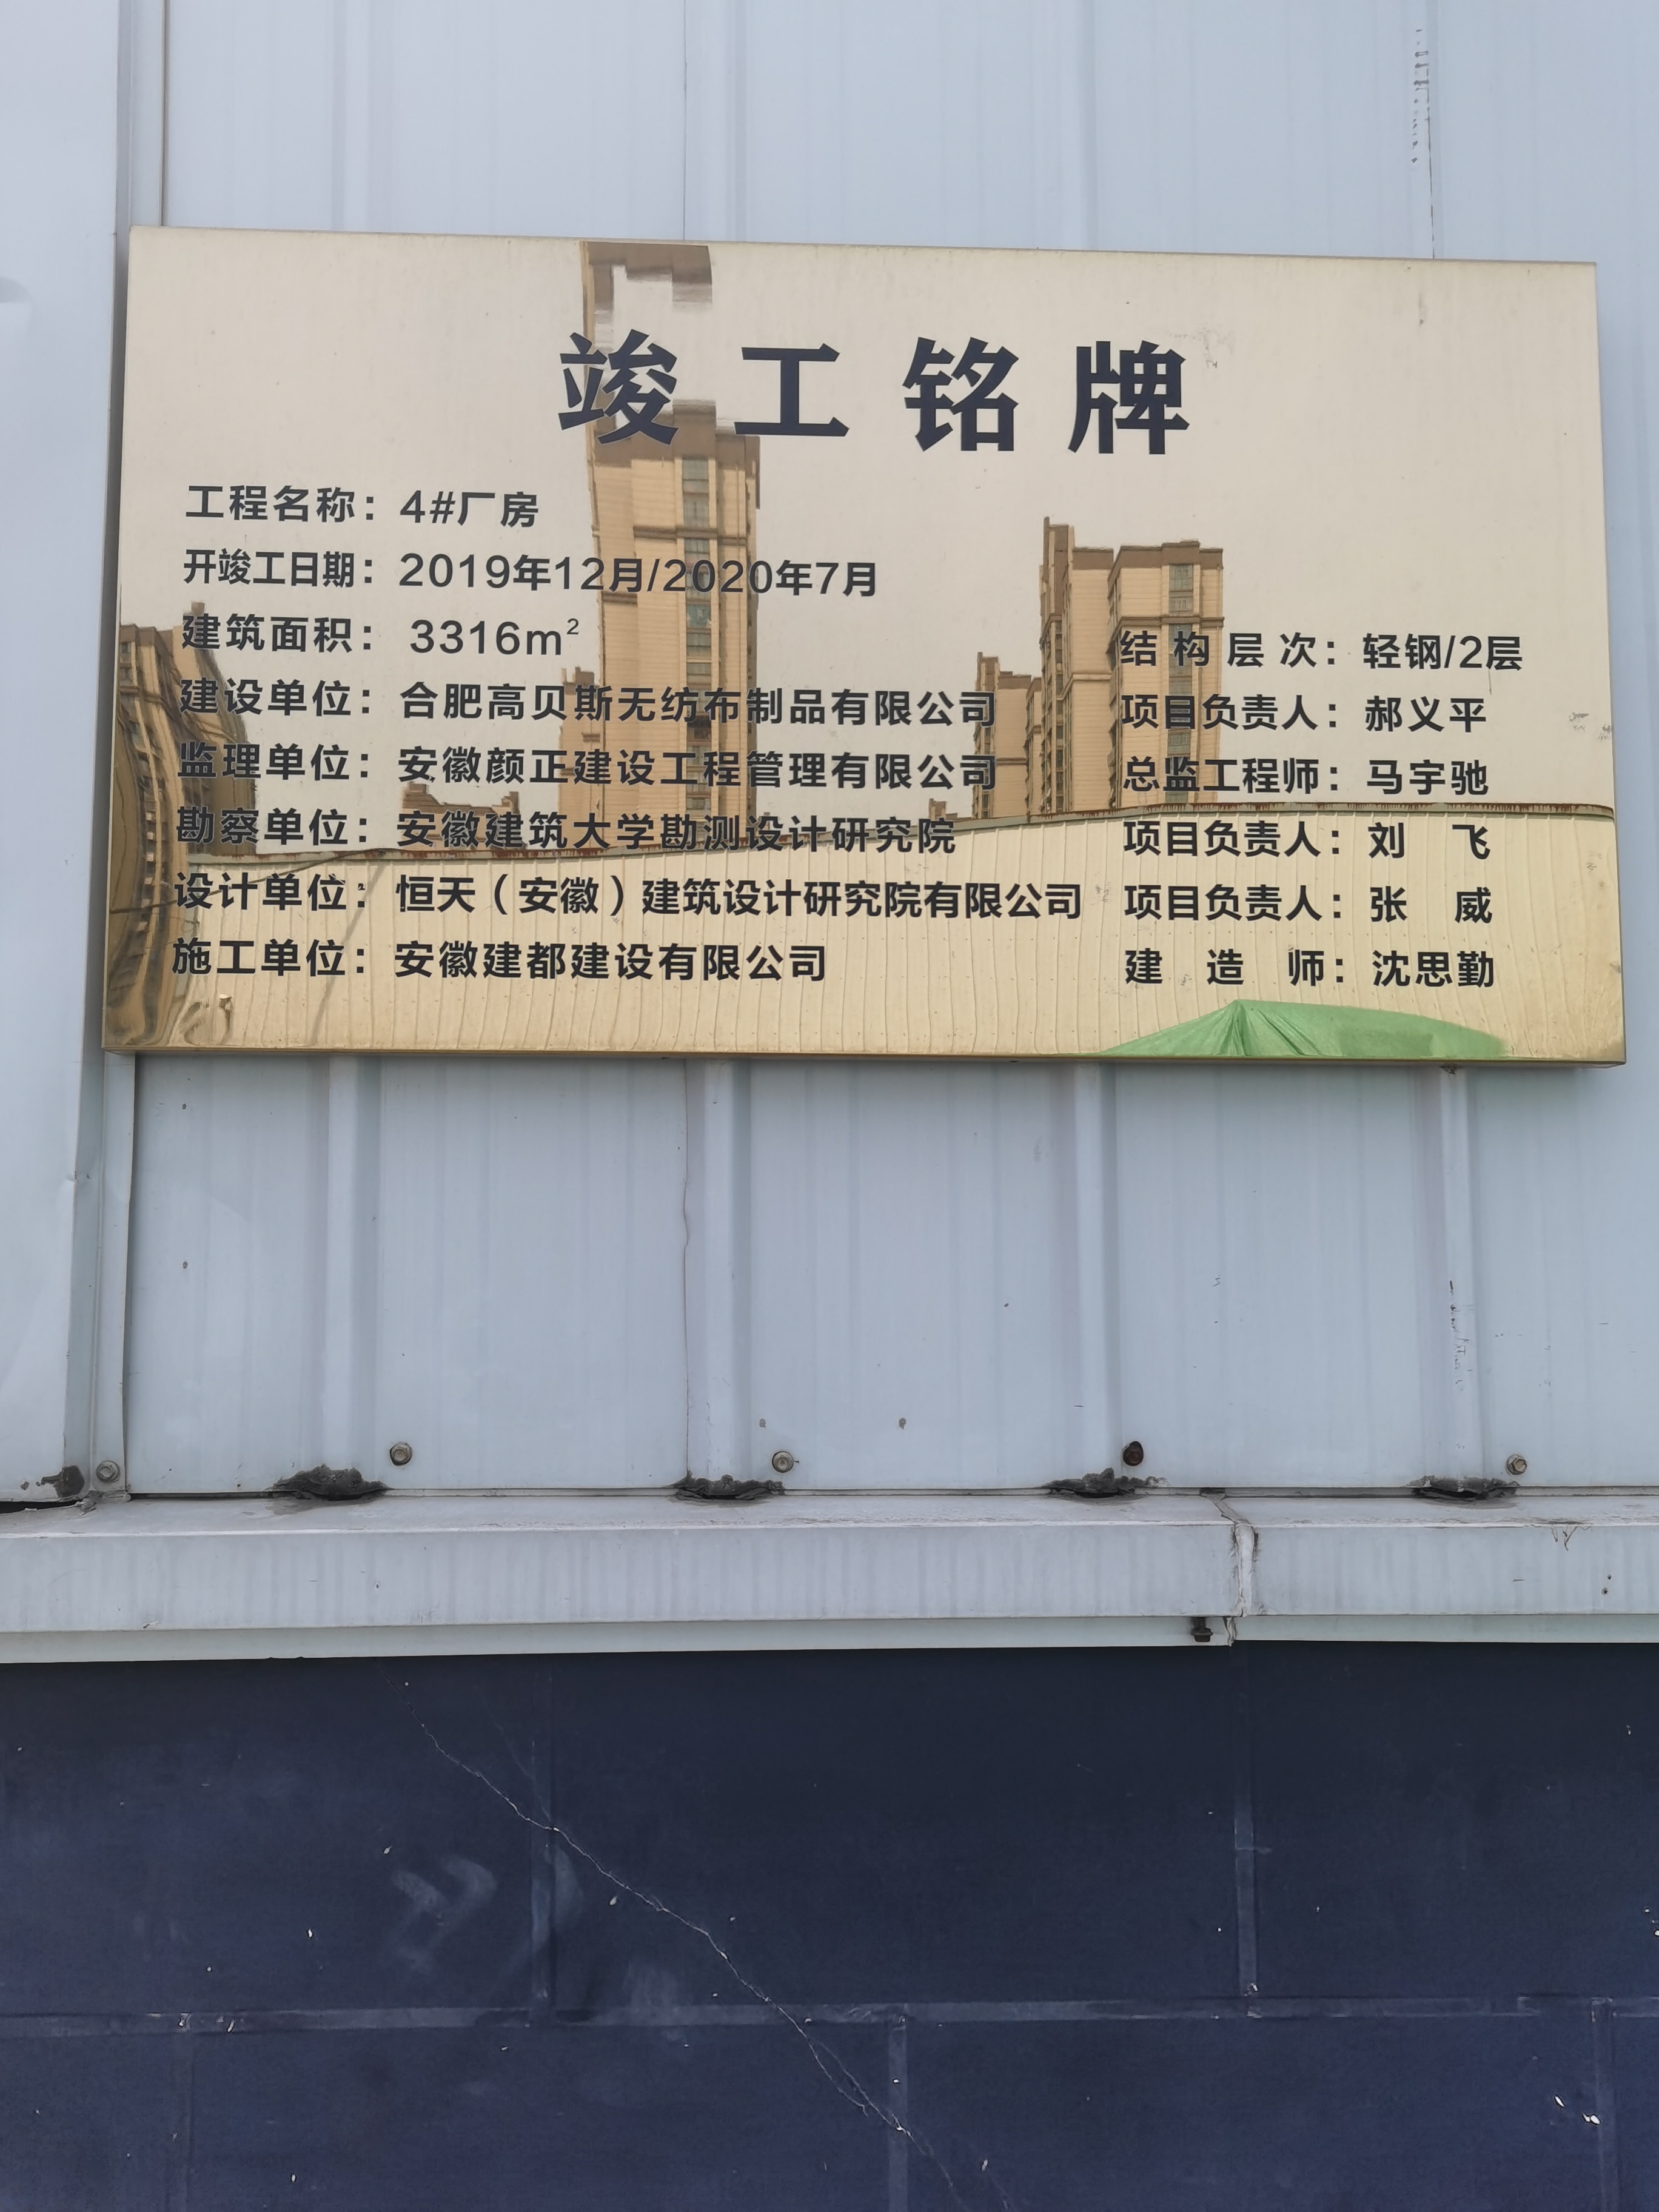 竣工铭牌
工程名称：4#厂房
开竣工日期：2019年12月/2020年7月
建筑面积：3316m² 结构层次：轻钢/2层
建设单位：合肥高贝斯无纺布制品有限公司 项目负责人：郝义平
监理单位：安徽颜正建设工程管理有限公司 总监工程师：马宇驰
勘察单位：安徽建筑大学勘测设计研究院 项目负责人：刘 飞
设计单位：恒天（安徽）建筑设计研究院有限公司 项目负责人：张 威
施工单位：安徽建都建设有限公司 建 造 师：沈思勤